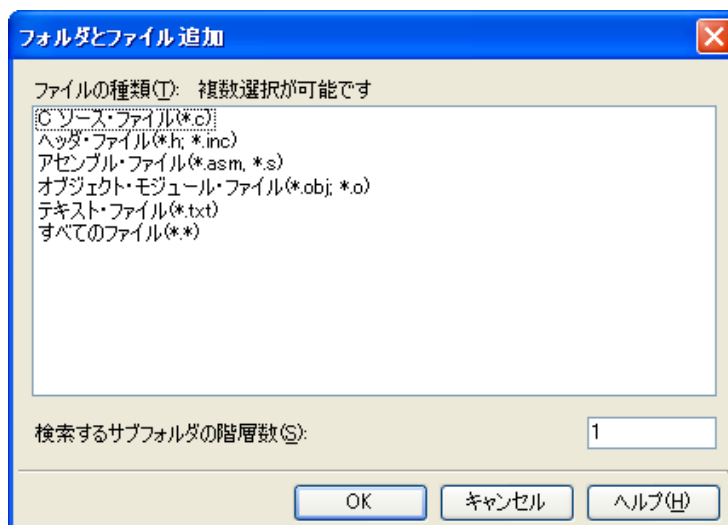 フォルダとファイル追加
ファイルの種類(T): 複数選択が可能です
C ソース・ファイル(*.c)
ヘッダ・ファイル(*.h; *.inc)
アセンブル・ファイル(*.asm, *.s)
オブジェクト・モジュール・ファイル(*.obj; *.o)
テキスト・ファイル(*.txt)
すべてのファイル(*.*)
検索するサブフォルダの階層数(S): 1
OK キャンセル ヘルプ(H)